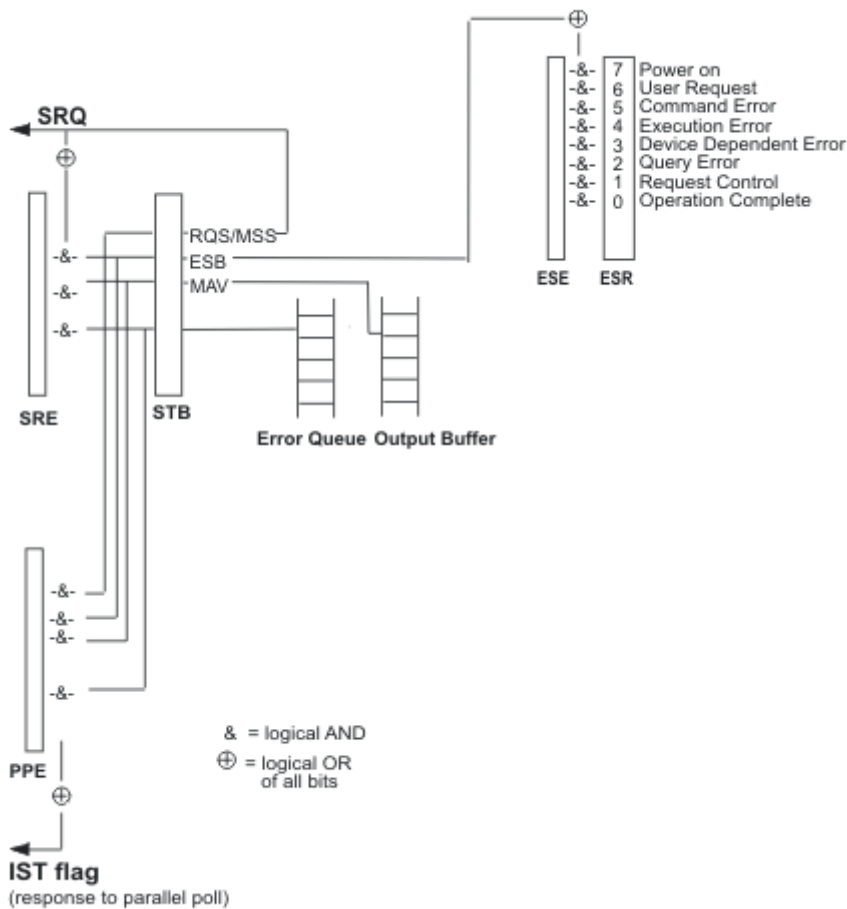 -&- 7 Power on
-&- 6 User Request
-&- 5 Command Error
-&- 4 Execution Error
-&- 3 Device Dependent Error
-&- 2 Query Error
-&- 1 Request Control
-&- 0 Operation Complete
ESE ESR
SRQ
RQS/MSS
-&- ESB
-&- MAV
-&-
SRE STB
Error Queue Output Buffer
-&-
-&-
-&-
-&-
PPE
& = logical AND
⊕ = logical OR
of all bits
IST flag
(response to parallel poll)